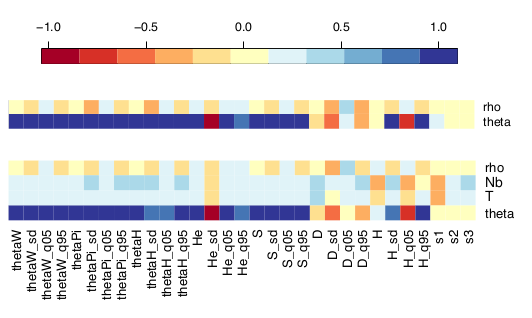 −1.0 −0.5 0.0 0.5 1.0
rho
theta
rho
Nb
T
theta
thetaW
thetaW_sd
thetaW_q05
thetaW_q95
thetaPi
thetaPi_sd
thetaPi_q05
thetaPi_q95
thetaH
thetaH_sd
thetaH_q05
thetaH_q95
He
He_sd
He_q05
He_q95
S
S_sd
S_q05
S_q95
D
D_sd
D_q05
D_q95
H
H_sd
H_q05
H_q95
s1
s2
s3